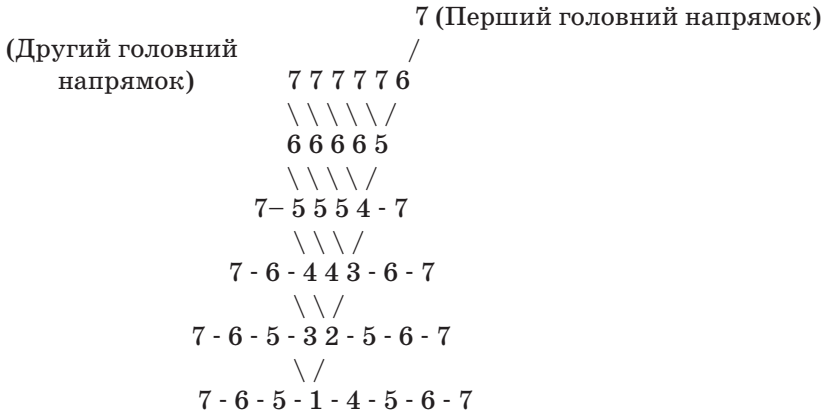 7 (Перший головний напрямок)
/
(Другий головний
напрямок)
7 7 7 7 7 6
\ \ \ \ \ /
6 6 6 6 5
\ \ \ \ /
7– 5 5 5 4 - 7
\ \ \ /
7 - 6 - 4 4 3 - 6 - 7
\ \ /
7 - 6 - 5 - 3 2 - 5 - 6 - 7
\ /
7 - 6 - 5 - 1 - 4 - 5 - 6 - 7